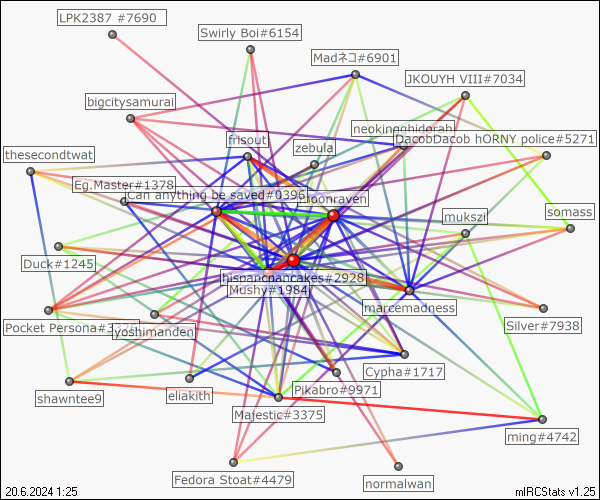 LPK2387 #7690
Swirly Boi#6154
Madネコ#6901
JKOUYH VIII#7034
bigcitysamurai
neokingghidorah
frisout
DacobDacob hORNY police#5271
zebula
thesecondtwat
Eg.Master#1378
Can anything be saved#0396
moonraven
mukszi
somass
Duck#1245
hispanicpancakes#2928
Mushy#1984
marcemadness
Pocket Persona#3
lyoshimanden
Silver#7938
Cypha#1717
Pikabro#9971
shawntee9
eliakith
Majestic#3375
ming#4742
Fedora Stoat#4479
normalwan
20.6.2024 1:25
mIRCStats v1.25